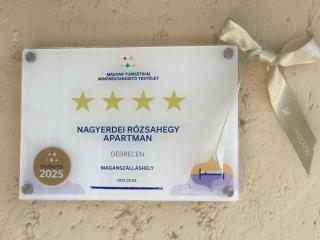 MAGYAR TURISZTIKAI
MINŐSÉGTANÚSÍTÓ TESTÜLET
NAGYERDEI RÓZSAHEGY
APARTMAN
DEBRECEN
MAGÁNSZÁLLÁSHELY
2025